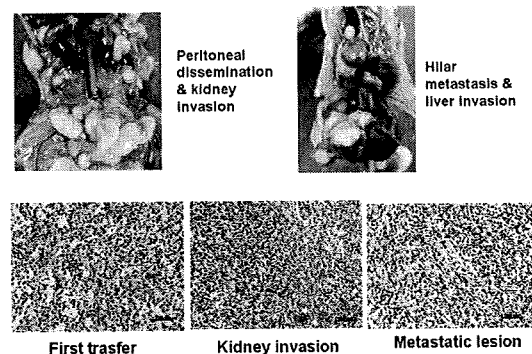 Peritoneal
dissemination
& kidney
invasion
Hilar
metastasis &
liver invasion
First trasfer
Kidney invasion
Metastatic lesion